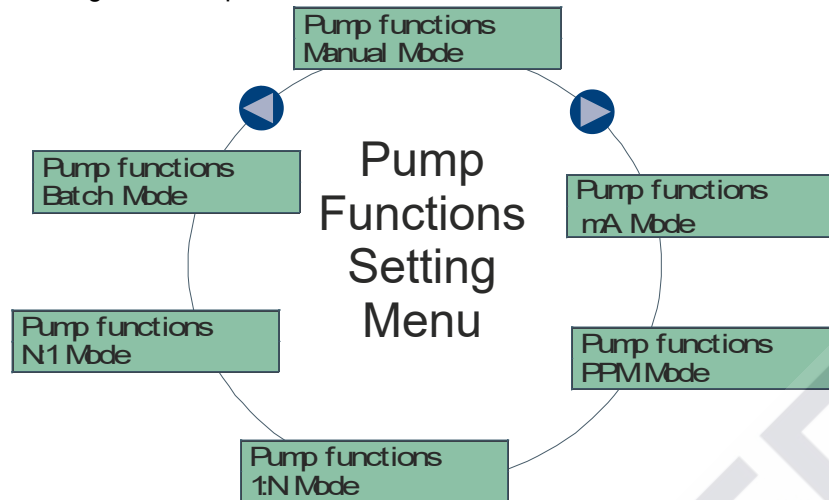 Pump functions
Manual Mode
Pump functions
Batch Mode
Pump
Functions
Setting
Menu
Pump functions
mA Mode
Pump functions
N:1 Mode
Pump functions
PPM Mode
Pump functions
1:N Mode